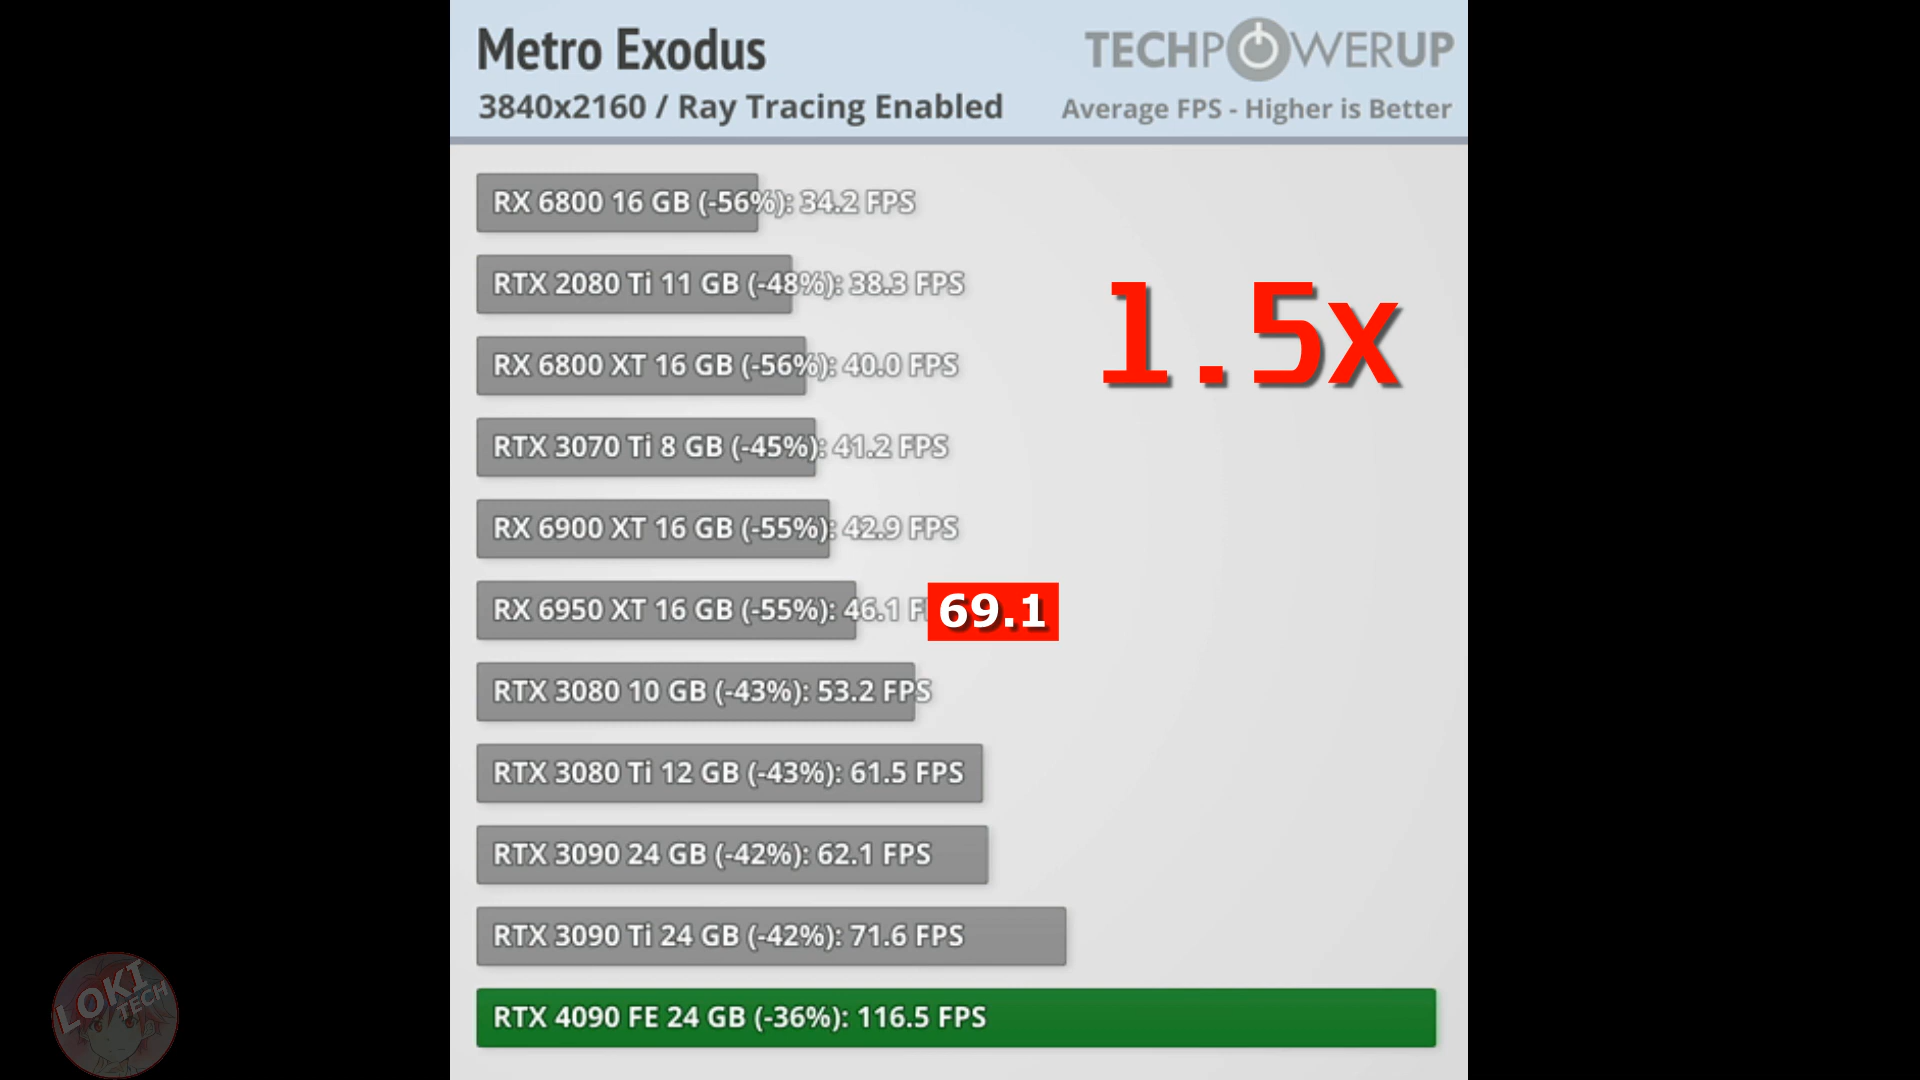 Metro Exodus
TECHPOWERUP
3840x2160 / Ray Tracing Enabled
Average FPS - Higher is Better
RX 6800 16 GB (-56%): 34.2 FPS
RTX 2080 Ti 11 GB (-48%): 38.3 FPS
1.5x
RX 6800 XT 16 GB (-56%): 40.0 FPS
RTX 3070 Ti 8 GB (-45%): 41.2 FPS
RX 6900 XT 16 GB (-55%): 42.9 FPS
RX 6950 XT 16 GB (-55%): 46.1 F
69.1
RTX 3080 10 GB (-43%): 53.2 FPS
RTX 3080 Ti 12 GB (-43%): 61.5 FPS
RTX 3090 24 GB (-42%): 62.1 FPS
RTX 3090 Ti 24 GB (-42%): 71.6 FPS
RTX 4090 FE 24 GB (-36%): 116.5 FPS
LOKI
TECH